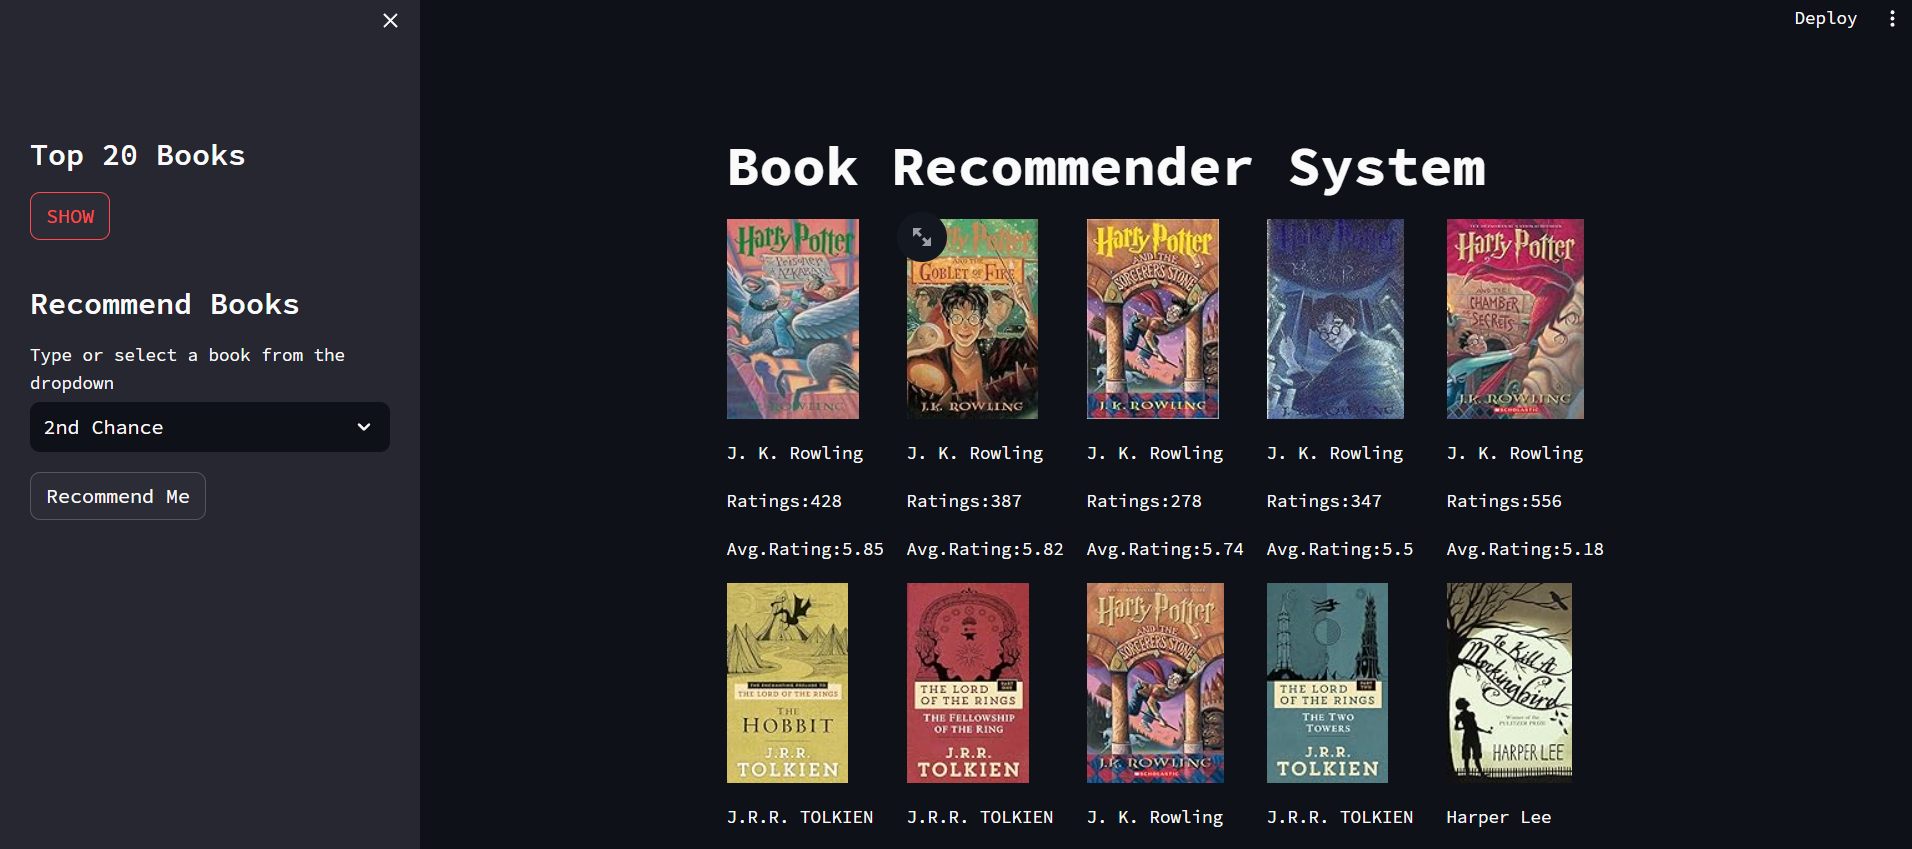 Deploy
Top 20 Books
SHOW
Recommend Books
Type or select a book from the
dropdown
2nd Chance
Recommend Me
Book Recommender System
Harry Potter
Prisoner
AZKABAN
Harry Potter
AND THE
GOBLET OF FIRE
J.K. ROWLING
Harry Potter
AND THE
SORCERER'S STONE
J.K. ROWLING
Harry Potter
Harry Potter
AND THE
CHAMBER
OF
SECRETS
J.K. ROWLING
SCHOLASTIC
J. K. Rowling
J. K. Rowling
J. K. Rowling
J. K. Rowling
J. K. Rowling
Ratings:428
Ratings:387
Ratings:278
Ratings:347
Ratings:556
Avg.Rating:5.85
Avg.Rating:5.82
Avg.Rating:5.74
Avg.Rating:5.5
Avg.Rating:5.18
THE ENCHANTING PRELUDE TO
THE LORD OF THE RINGS
THE
HOBBIT
J.R.R.
TOLKIEN
THE LORD
OF THE RINGS
PART ONE
THE FELLOWSHIP
OF THE RING
J.R.R.
TOLKIEN
Harry Potter
AND THE
SORCERER'S STONE
J.K. ROWLING
SCHOLASTIC
THE LORD
OF THE RINGS
PART TWO
THE TWO
TOWERS
J.R.R.
TOLKIEN
To Kill A
Mockingbird
Winner of the
PULITZER PRIZE
HARPER LEE
J.R.R. TOLKIEN
J.R.R. TOLKIEN
J. K. Rowling
J.R.R. TOLKIEN
Harper Lee